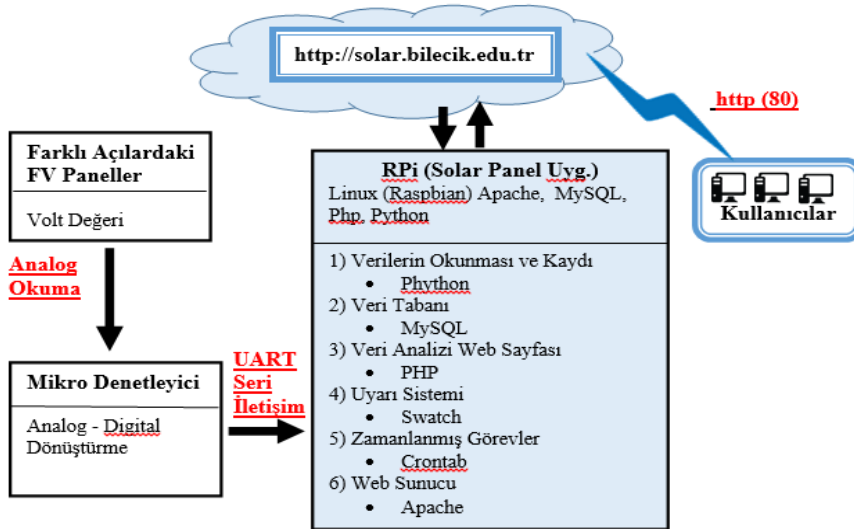 http://solar.bilecik.edu.tr
http (80)
Kullanıcılar
Farklı Açılardaki
FV Paneller
Volt Değeri
Analog
Okuma
Mikro Denetleyici
Analog - Digital
Dönüştürme
UART
Seri
İletişim
RPi (Solar Panel Uyg.)
Linux (Raspbian) Apache, MySQL,
Php, Python
1) Verilerin Okunması ve Kaydı
• Phython
2) Veri Tabanı
• MySQL
3) Veri Analizi Web Sayfası
• PHP
4) Uyarı Sistemi
• Swatch
5) Zamanlanmış Görevler
• Crontab
6) Web Sunucu
• Apache